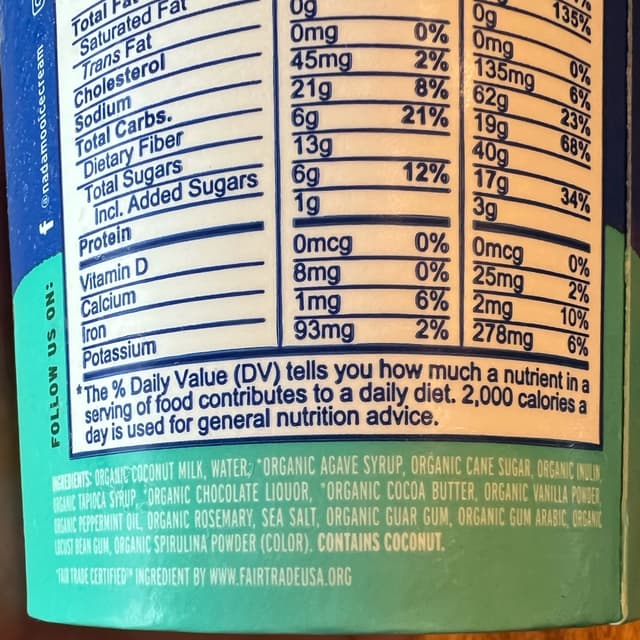 Total Fat
Saturated Fat 0g 0g 135%
Trans Fat 0mg 0% 0mg
Cholesterol 45mg 2% 135mg 0%
Sodium 21g 8% 62g 6%
Total Carbs. 6g 21% 19g 23%
Dietary Fiber 13g 40g 68%
Total Sugars 6g 12% 17g
Incl. Added Sugars 1g 3g 34%
Protein
Vitamin D 0mcg 0% 0mcg 0%
Calcium 8mg 0% 25mg 2%
Iron 1mg 6% 2mg 10%
Potassium 93mg 2% 278mg 6%
*The % Daily Value (DV) tells you how much a nutrient in a
serving of food contributes to a daily diet. 2,000 calories a
day is used for general nutrition advice.
INGREDIENTS: ORGANIC COCONUT MILK, WATER, *ORGANIC AGAVE SYRUP, ORGANIC CANE SUGAR, ORGANIC INULIN,
ORGANIC TAPIOCA SYRUP, *ORGANIC CHOCOLATE LIQUOR, *ORGANIC COCOA BUTTER, ORGANIC VANILLA POWDER,
ORGANIC PEPPERMINT OIL, ORGANIC ROSEMARY, SEA SALT, ORGANIC GUAR GUM, ORGANIC GUM ARABIC, ORGANIC
LOCUST BEAN GUM, ORGANIC SPIRULINA POWDER (COLOR). CONTAINS COCONUT.
*FAIR TRADE CERTIFIED™ INGREDIENT BY WWW.FAIRTRADEUSA.ORG
FOLLOW US ON:
f @nadamooicecream